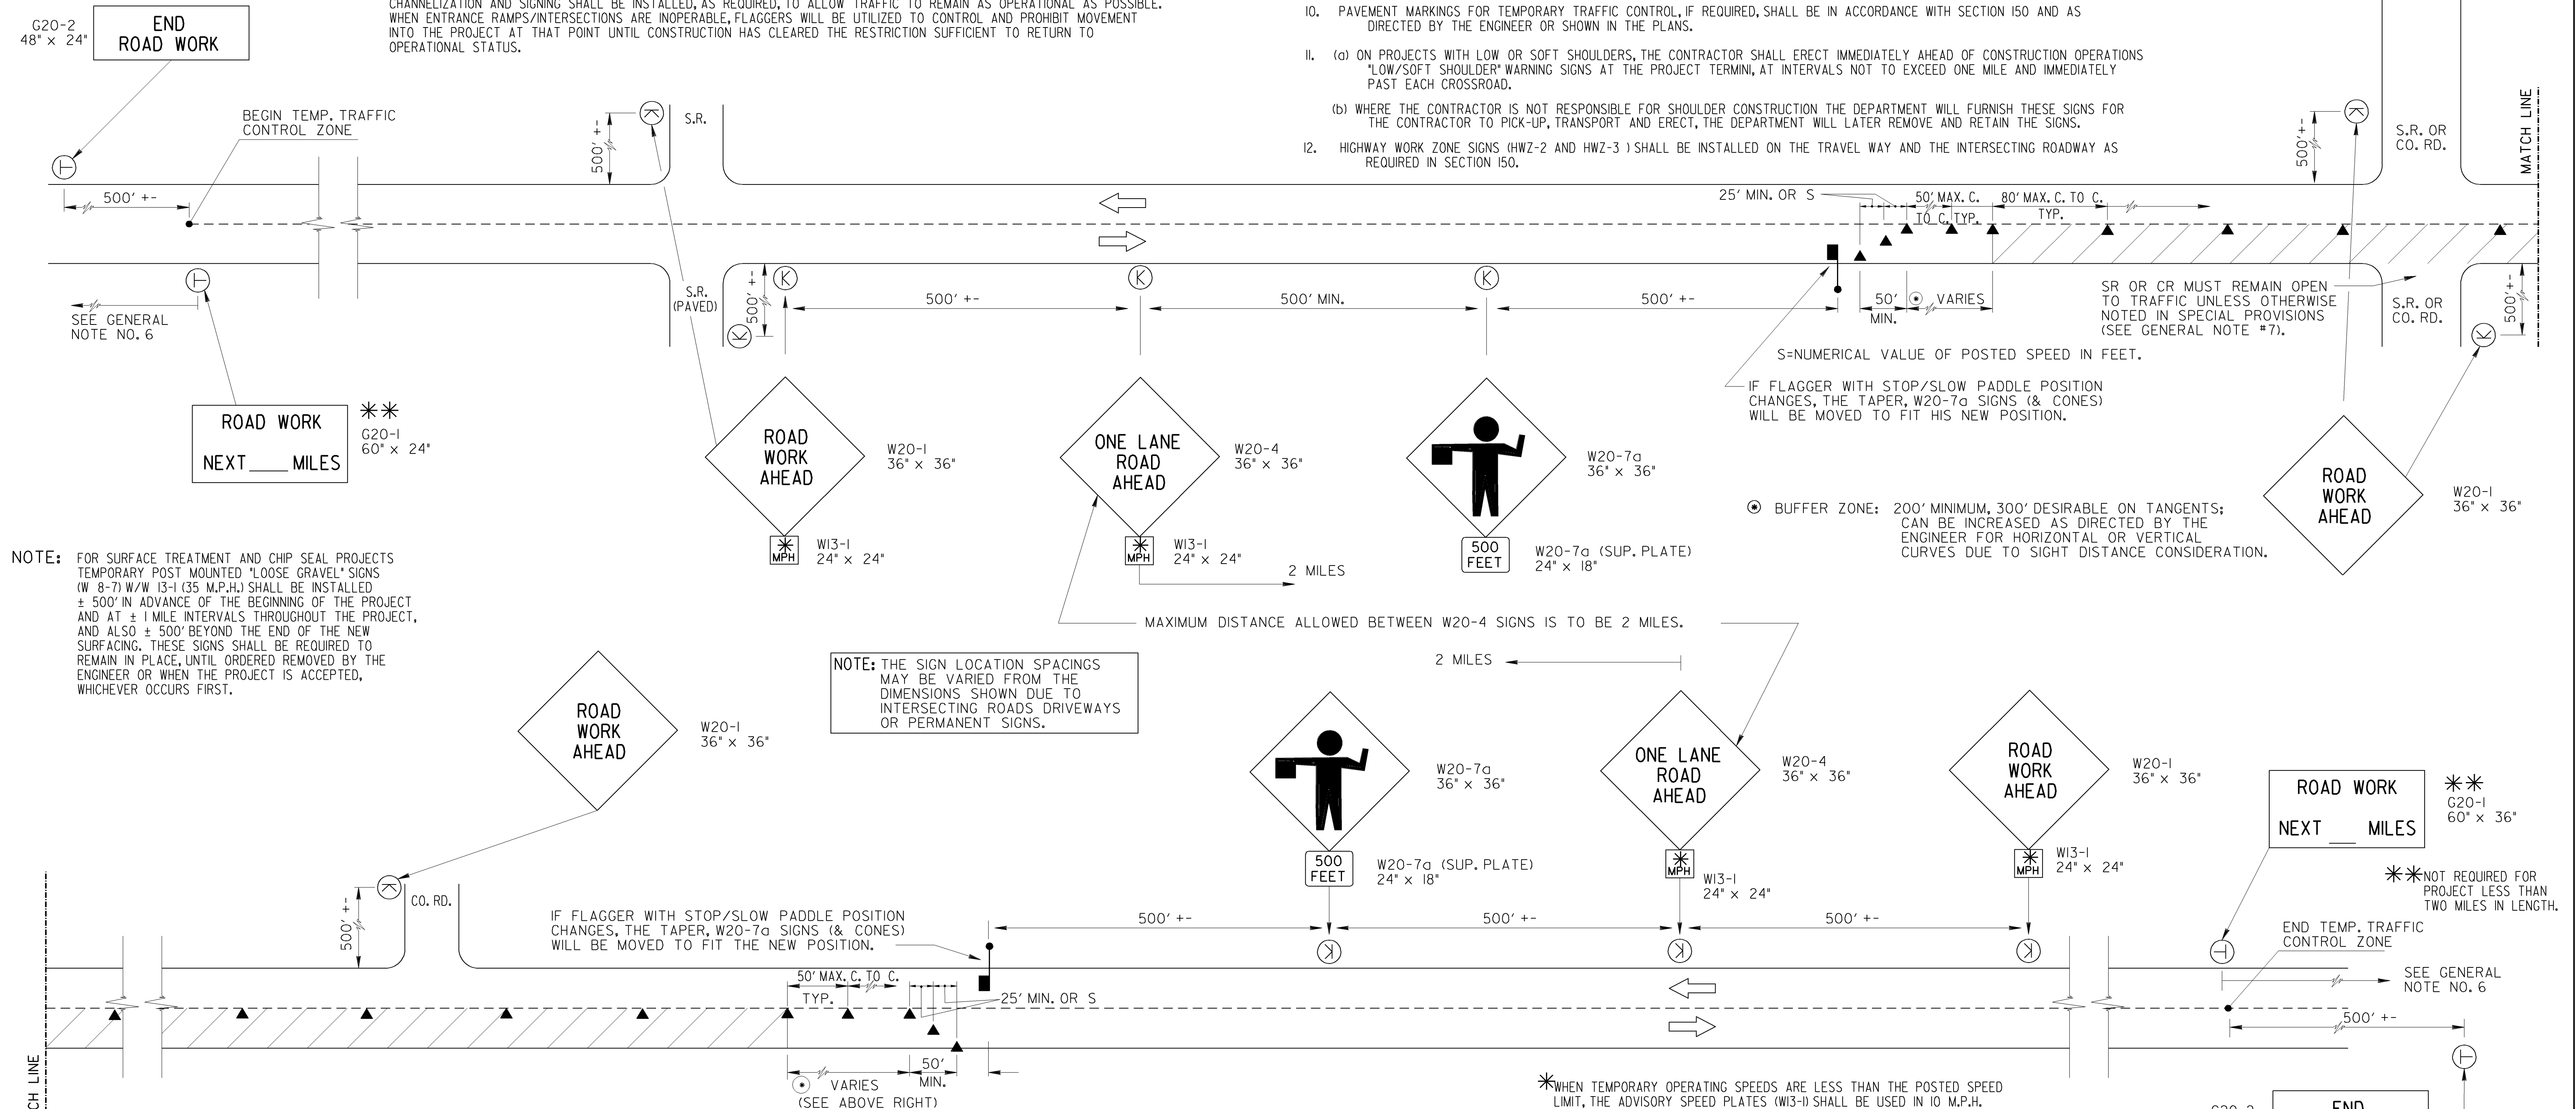 CHANNELIZATION AND SIGNING SHALL BE INSTALLED, AS REQUIRED, TO ALLOW TRAFFIC TO REMAIN AS OPERATIONAL AS POSSIBLE.
WHEN ENTRANCE RAMPS/INTERSECTIONS ARE INOPERABLE, FLAGGERS WILL BE UTILIZED TO CONTROL AND PROHIBIT MOVEMENT
INTO THE PROJECT AT THAT POINT UNTIL CONSTRUCTION HAS CLEARED THE RESTRICTION SUFFICIENT TO RETURN TO
OPERATIONAL STATUS.
10. PAVEMENT MARKINGS FOR TEMPORARY TRAFFIC CONTROL, IF REQUIRED, SHALL BE IN ACCORDANCE WITH SECTION 150 AND AS
DIRECTED BY THE ENGINEER OR SHOWN IN THE PLANS.
11. (a) ON PROJECTS WITH LOW OR SOFT SHOULDERS, THE CONTRACTOR SHALL ERECT IMMEDIATELY AHEAD OF CONSTRUCTION OPERATIONS
"LOW/SOFT SHOULDER" WARNING SIGNS AT THE PROJECT TERMINI, AT INTERVALS NOT TO EXCEED ONE MILE AND IMMEDIATELY
PAST EACH CROSSROAD.
(b) WHERE THE CONTRACTOR IS NOT RESPONSIBLE FOR SHOULDER CONSTRUCTION THE DEPARTMENT WILL FURNISH THESE SIGNS FOR
THE CONTRACTOR TO PICK-UP, TRANSPORT AND ERECT, THE DEPARTMENT WILL LATER REMOVE AND RETAIN THE SIGNS.
12. HIGHWAY WORK ZONE SIGNS (HWZ-2 AND HWZ-3 ) SHALL BE INSTALLED ON THE TRAVEL WAY AND THE INTERSECTING ROADWAY AS
REQUIRED IN SECTION 150.
G20-2
48" x 24"
END
ROAD WORK
BEGIN TEMP. TRAFFIC
CONTROL ZONE
T
500' +-
K
500' +-
S.R.
25' MIN. OR S
50' MAX. C.
TO C. TYP.
80' MAX. C. TO C.
TYP.
500' +-
K
S.R. OR
CO. RD.
MATCH LINE
T
SEE GENERAL
NOTE NO. 6
S.R.
(PAVED)
500' +-
K
K
500' +-
K
500' MIN.
K
500' +-
50'
MIN.
VARIES
SR OR CR MUST REMAIN OPEN
TO TRAFFIC UNLESS OTHERWISE
NOTED IN SPECIAL PROVISIONS
(SEE GENERAL NOTE #7).
S.R. OR
CO. RD.
500' +-
K
S=NUMERICAL VALUE OF POSTED SPEED IN FEET.
IF FLAGGER WITH STOP/SLOW PADDLE POSITION
CHANGES, THE TAPER, W20-7a SIGNS (& CONES)
WILL BE MOVED TO FIT HIS NEW POSITION.
ROAD WORK
NEXT ____ MILES
**
G20-1
60" x 24"
ROAD
WORK
AHEAD
W20-1
36" x 36"
*
MPH
W13-1
24" x 24"
ONE LANE
ROAD
AHEAD
W20-4
36" x 36"
*
MPH
W13-1
24" x 24"
2 MILES
W20-7a
36" x 36"
500
FEET
W20-7a (SUP. PLATE)
24" x 18"
BUFFER ZONE: 200' MINIMUM, 300' DESIRABLE ON TANGENTS;
CAN BE INCREASED AS DIRECTED BY THE
ENGINEER FOR HORIZONTAL OR VERTICAL
CURVES DUE TO SIGHT DISTANCE CONSIDERATION.
ROAD
WORK
AHEAD
W20-1
36" x 36"
NOTE: FOR SURFACE TREATMENT AND CHIP SEAL PROJECTS
TEMPORARY POST MOUNTED "LOOSE GRAVEL" SIGNS
(W 8-7) W/W 13-1 (35 M.P.H.) SHALL BE INSTALLED
± 500' IN ADVANCE OF THE BEGINNING OF THE PROJECT
AND AT ± 1 MILE INTERVALS THROUGHOUT THE PROJECT,
AND ALSO ± 500' BEYOND THE END OF THE NEW
SURFACING. THESE SIGNS SHALL BE REQUIRED TO
REMAIN IN PLACE, UNTIL ORDERED REMOVED BY THE
ENGINEER OR WHEN THE PROJECT IS ACCEPTED,
WHICHEVER OCCURS FIRST.
MAXIMUM DISTANCE ALLOWED BETWEEN W20-4 SIGNS IS TO BE 2 MILES.
NOTE: THE SIGN LOCATION SPACINGS
MAY BE VARIED FROM THE
DIMENSIONS SHOWN DUE TO
INTERSECTING ROADS DRIVEWAYS
OR PERMANENT SIGNS.
2 MILES
ROAD
WORK
AHEAD
W20-1
36" x 36"
W20-7a
36" x 36"
500
FEET
W20-7a (SUP. PLATE)
24" x 18"
ONE LANE
ROAD
AHEAD
W20-4
36" x 36"
*
MPH
W13-1
24" x 24"
ROAD
WORK
AHEAD
W20-1
36" x 36"
*
MPH
W13-1
24" x 24"
ROAD WORK
NEXT ___ MILES
**
G20-1
60" x 36"
**NOT REQUIRED FOR
PROJECT LESS THAN
TWO MILES IN LENGTH.
K
500' +-
CO. RD.
IF FLAGGER WITH STOP/SLOW PADDLE POSITION
CHANGES, THE TAPER, W20-7a SIGNS (& CONES)
WILL BE MOVED TO FIT THE NEW POSITION.
500' +-
K
500' +-
K
500' +-
K
T
END TEMP. TRAFFIC
CONTROL ZONE
SEE GENERAL
NOTE NO. 6
50' MAX. C. TO C.
TYP.
25' MIN. OR S
500' +-
T
CH LINE
VARIES
(SEE ABOVE RIGHT)
50'
MIN.
*WHEN TEMPORARY OPERATING SPEEDS ARE LESS THAN THE POSTED SPEED
LIMIT, THE ADVISORY SPEED PLATES (W13-1) SHALL BE USED IN 10 M.P.H.
END